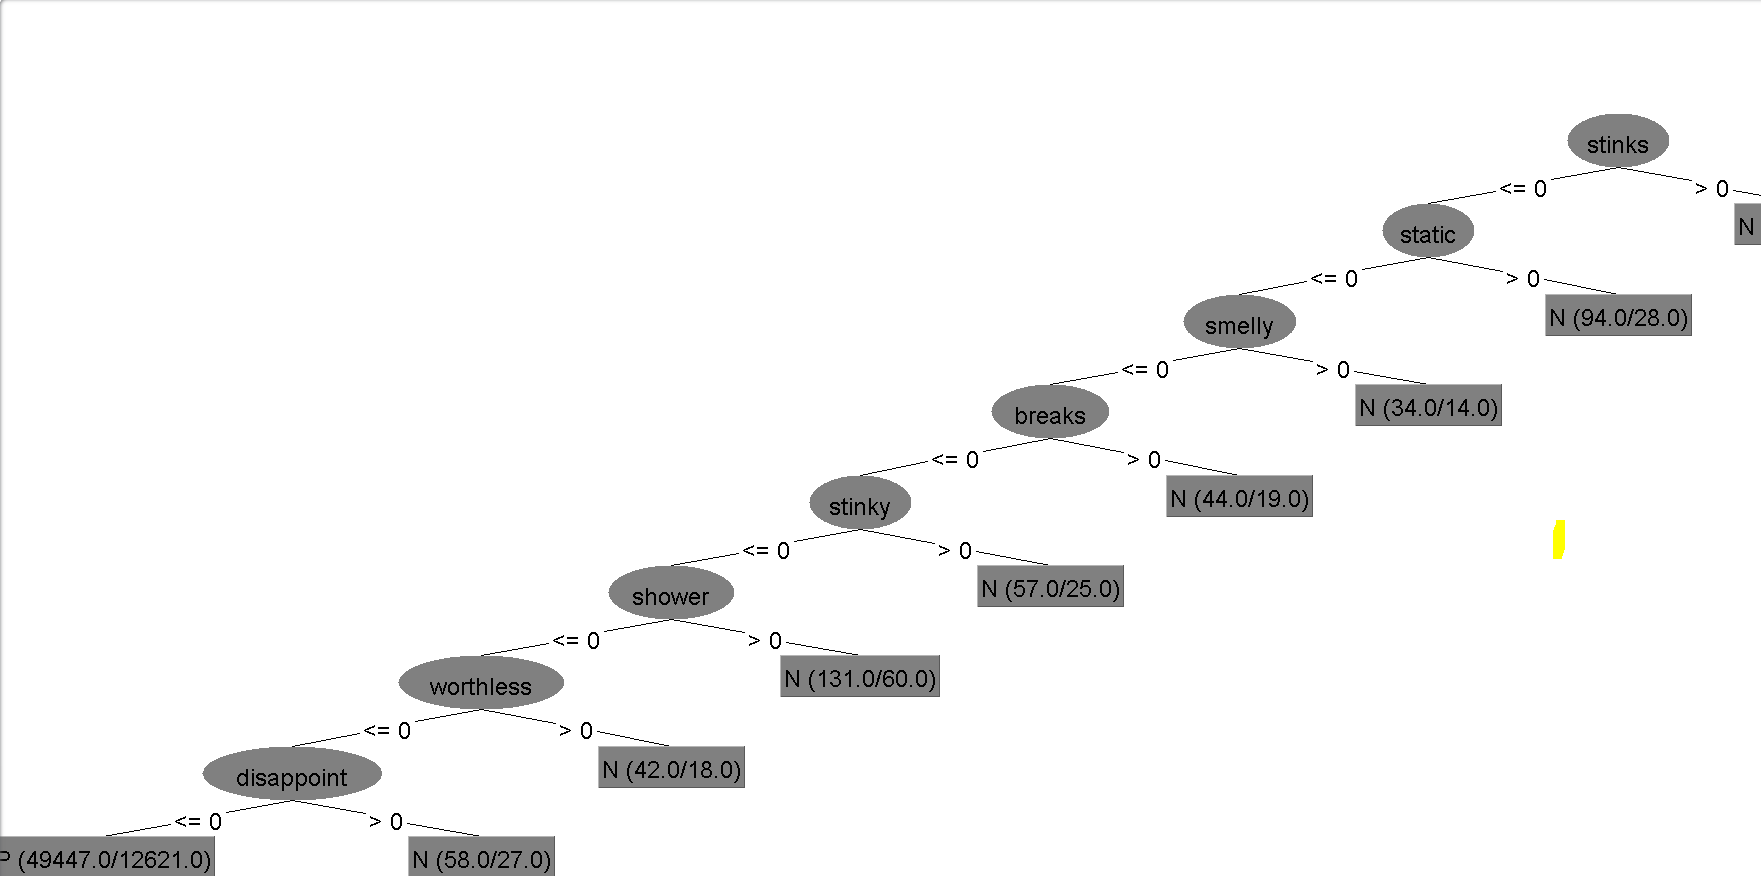 stinks
<= 0
> 0
static
N
<= 0
> 0
smelly
N (94.0/28.0)
<= 0
> 0
breaks
N (34.0/14.0)
<= 0
> 0
stinky
N (44.0/19.0)
<= 0
> 0
shower
N (57.0/25.0)
<= 0
> 0
worthless
N (131.0/60.0)
<= 0
> 0
disappoint
N (42.0/18.0)
<= 0
> 0
P (49447.0/12621.0)
N (58.0/27.0)